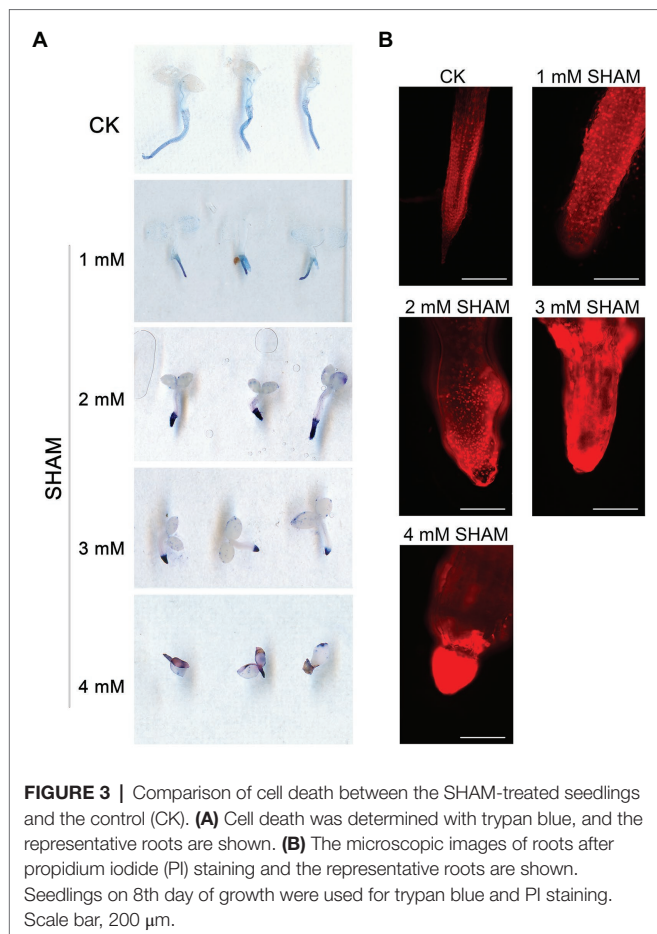 A
B
CK
CK
1 mM SHAM
1 mM
2 mM SHAM
3 mM SHAM
2 mM
SHAM
3 mM
4 mM SHAM
4 mM
FIGURE 3 | Comparison of cell death between the SHAM-treated seedlings
and the control (CK). (A) Cell death was determined with trypan blue, and the
representative roots are shown. (B) The microscopic images of roots after
propidium iodide (PI) staining and the representative roots are shown.
Seedlings on 8th day of growth were used for trypan blue and PI staining.
Scale bar, 200 μm.